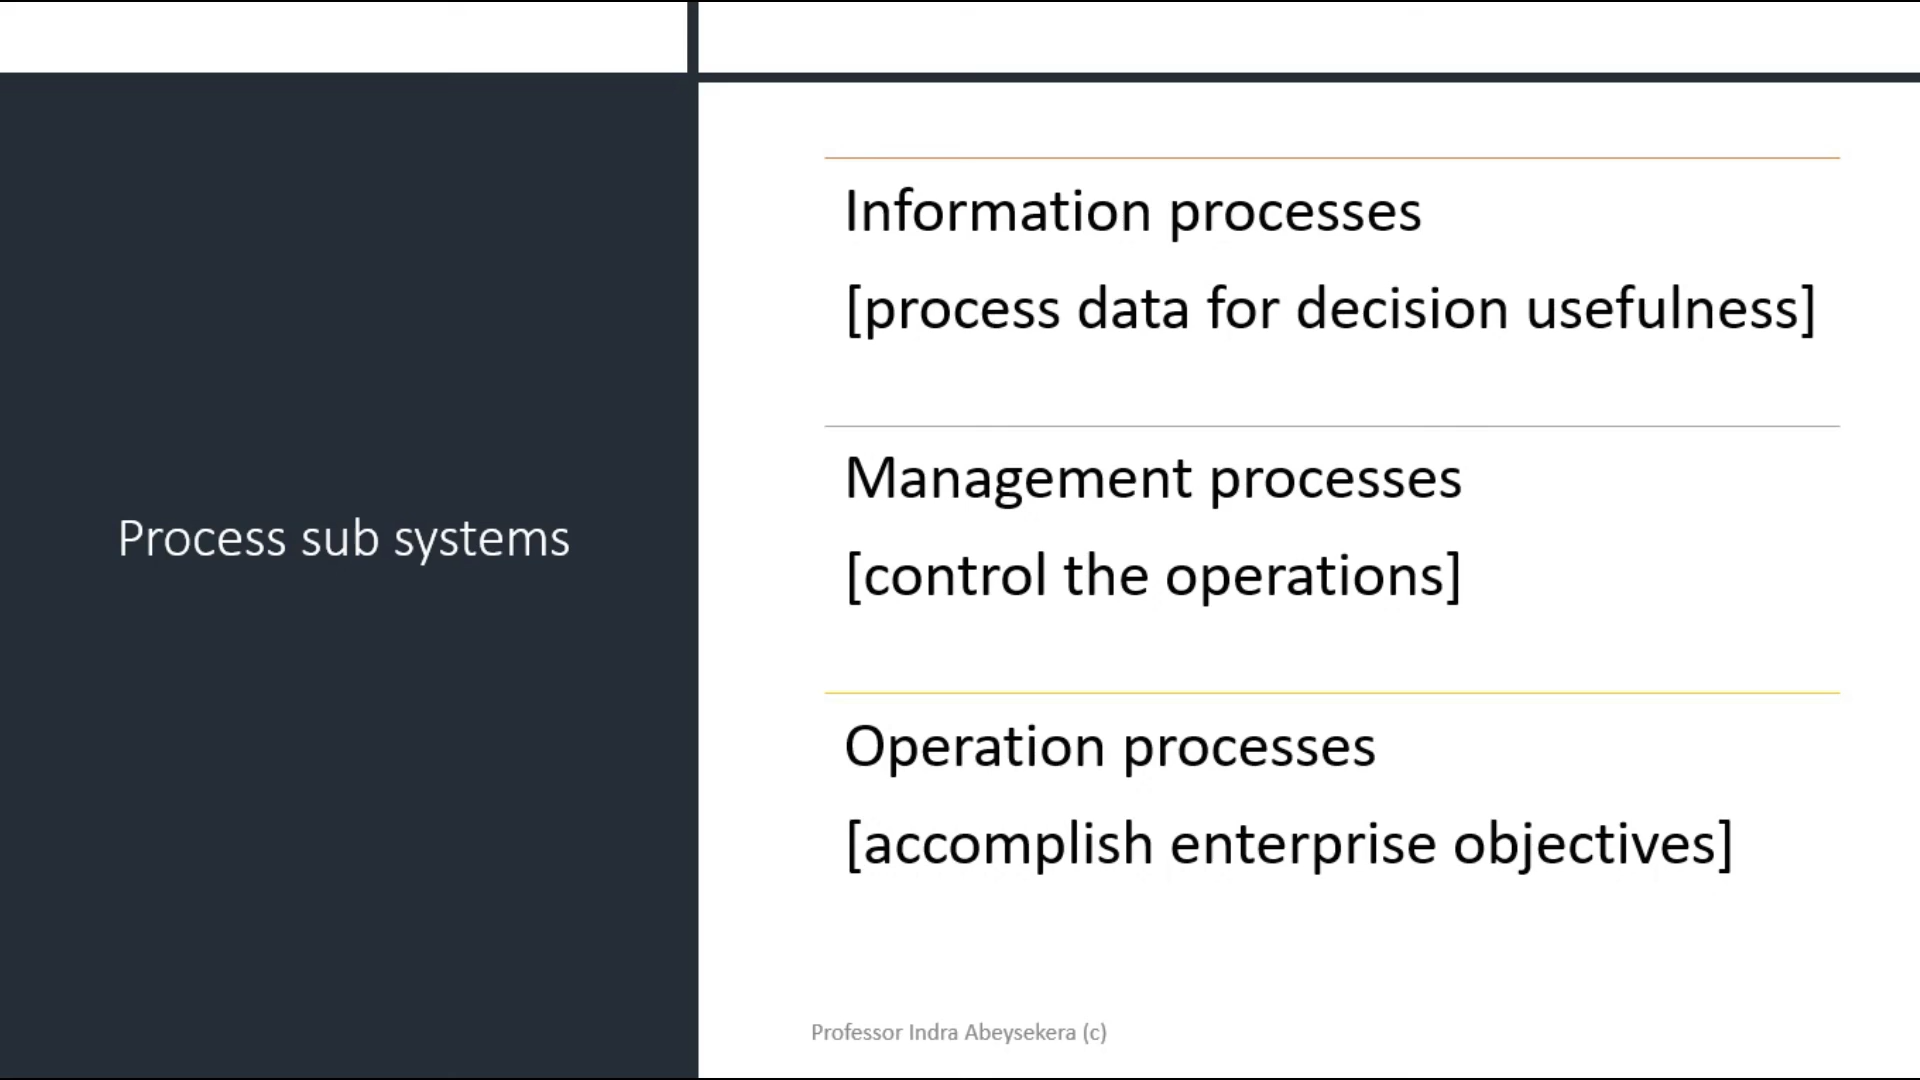 Process sub systems
Information processes
[process data for decision usefulness]
Management processes
[control the operations]
Operation processes
[accomplish enterprise objectives]
Professor Indra Abeysekera (c)